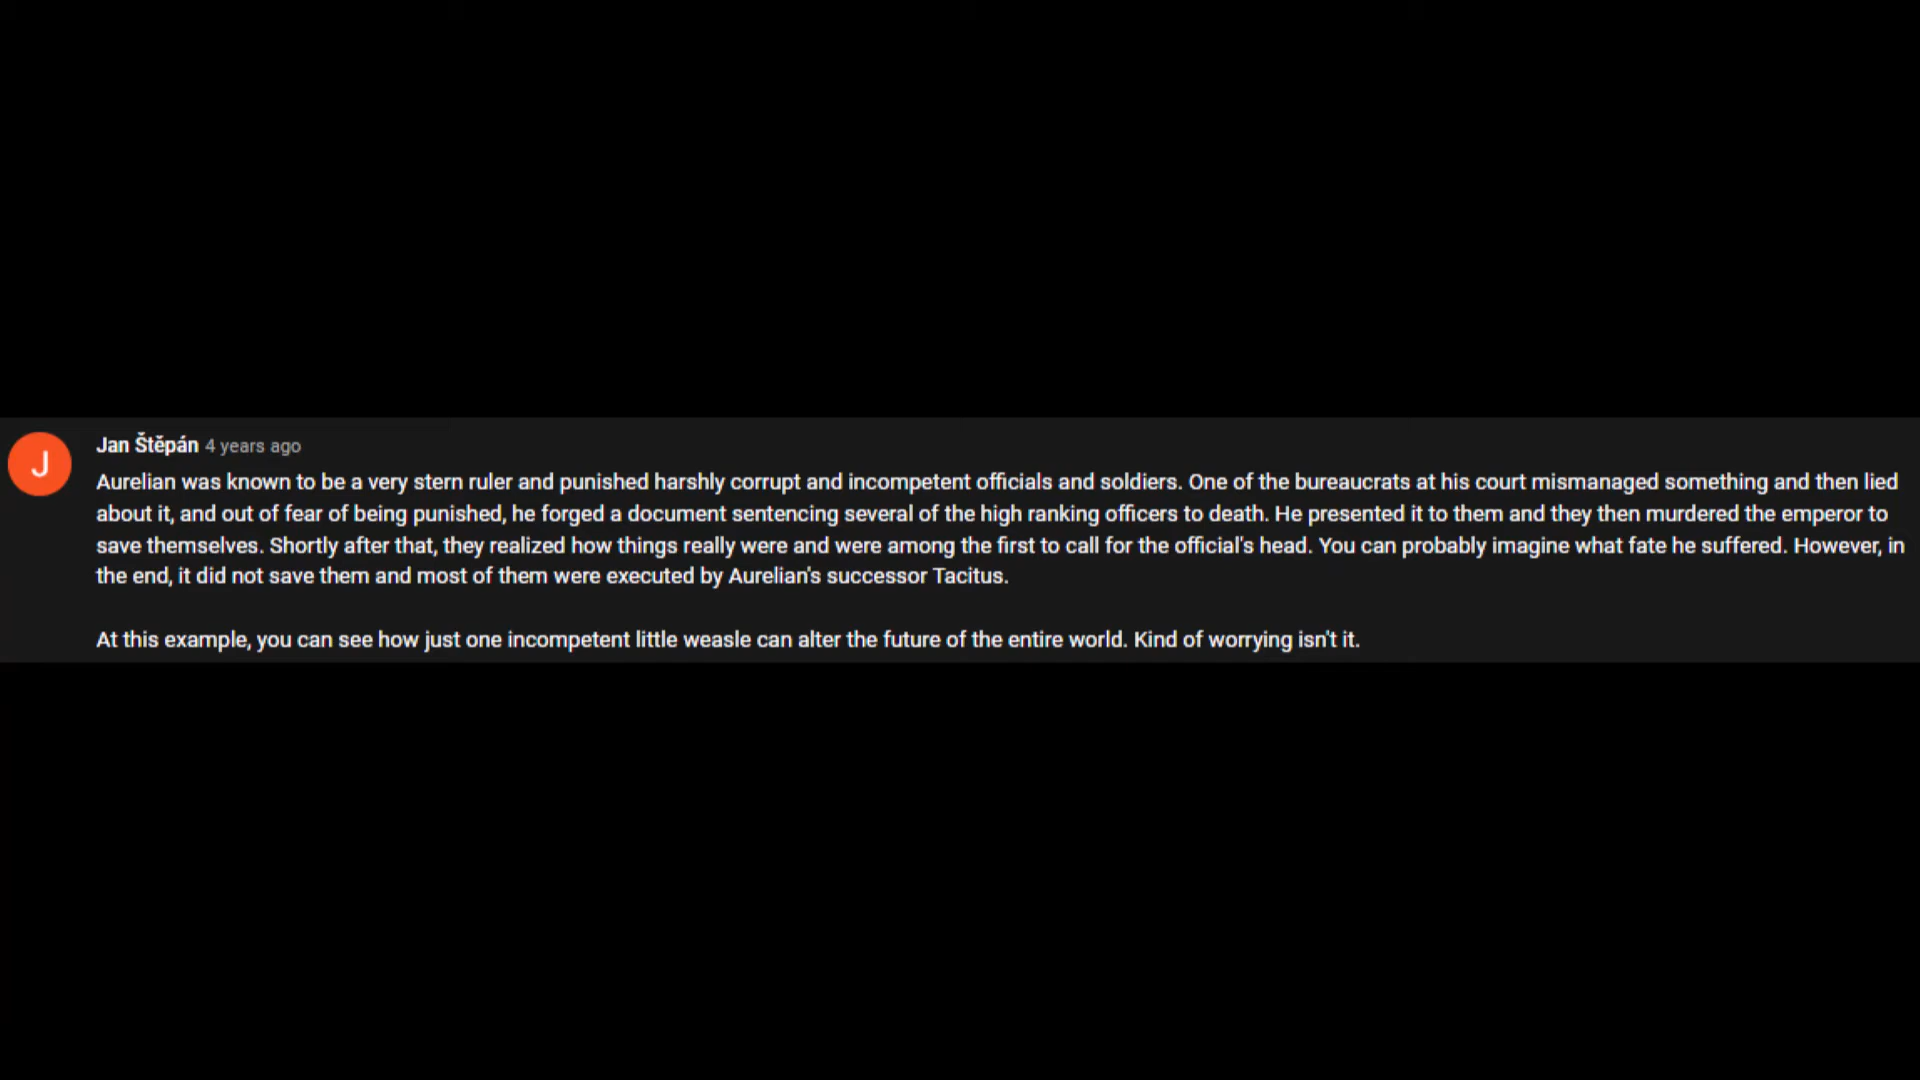 J
Jan Štěpán 4 years ago
Aurelian was known to be a very stern ruler and punished harshly corrupt and incompetent officials and soldiers. One of the bureaucrats at his court mismanaged something and then lied
about it, and out of fear of being punished, he forged a document sentencing several of the high ranking officers to death. He presented it to them and they then murdered the emperor to
save themselves. Shortly after that, they realized how things really were and were among the first to call for the official's head. You can probably imagine what fate he suffered. However, in
the end, it did not save them and most of them were executed by Aurelian's successor Tacitus.
At this example, you can see how just one incompetent little weasle can alter the future of the entire world. Kind of worrying isn't it.